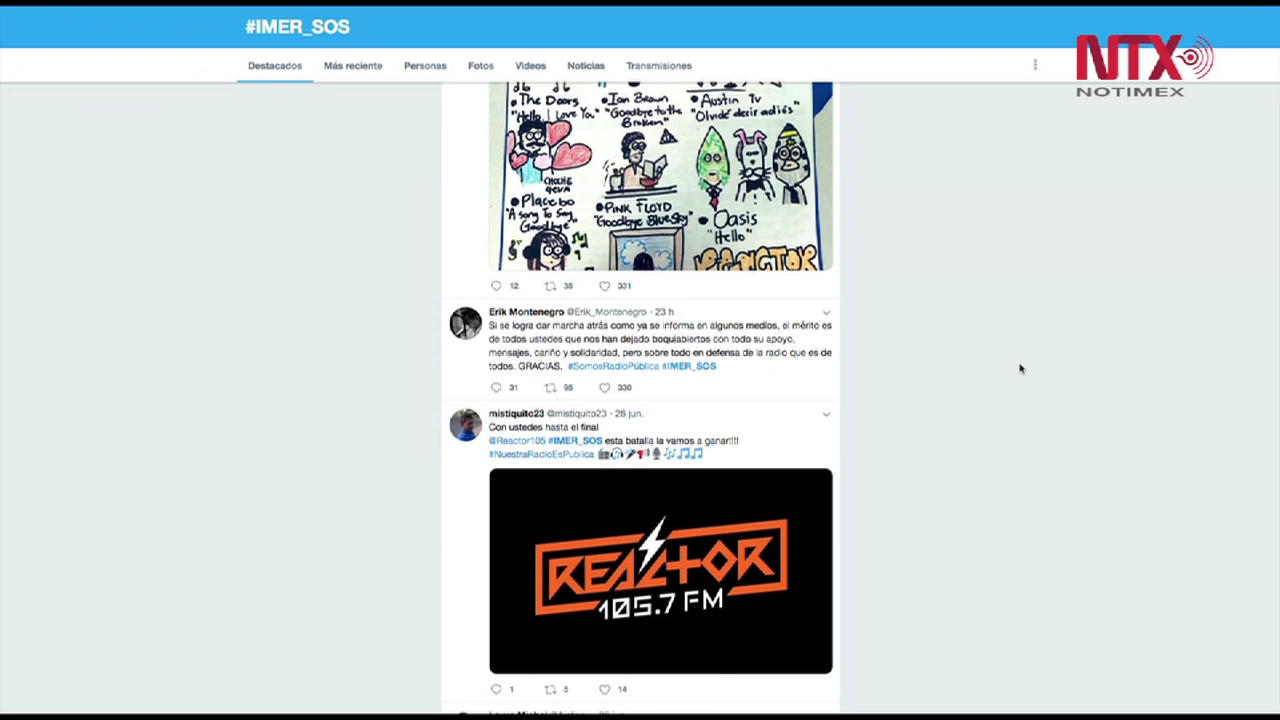 #IMER_SOS
Destacados Más reciente Personas Fotos Videos Noticias Transmisiones
NTX
NOTIMEX
The Doors
"Hello, I Love You"
Ian Brown
"Goodbye to the Broken"
Austin Tv
"Olvidé decir adiós"
Placebo
"A song To Say Goodbye"
PINK FLOYD
"Goodbye Blue Sky"
Oasis
"Hello"
REACTOR
12 35 331
Erik Montenegro @Erik_Montenegro · 23 h
Si se logra dar marcha atrás como ya se informa en algunos medios, el mérito es
de todos ustedes que nos han dejado boquiabiertos con todo su apoyo,
mensajes, cariño y solidaridad, pero sobre todo en defensa de la radio que es de
todos. GRACIAS. #SomosRadioPública #IMER_SOS
31 95 330
mistiquito23 @mistiquito23 · 26 jun.
Con ustedes hasta el final
@Reactor105 #IMER_SOS esta batalla la vamos a ganar!!!!
#NuestraRadioEsPublica
REACTOR
105.7 FM
1 5 14